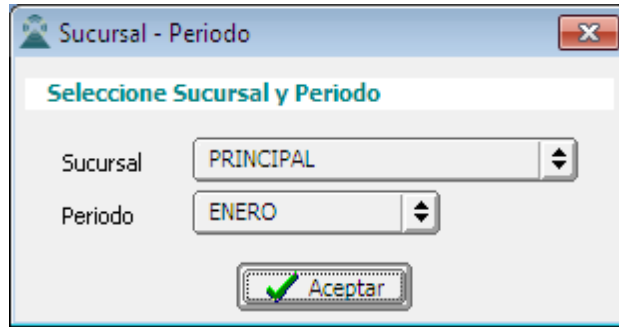 Sucursal - Periodo
Seleccione Sucursal y Periodo
Sucursal PRINCIPAL
Periodo ENERO
Aceptar